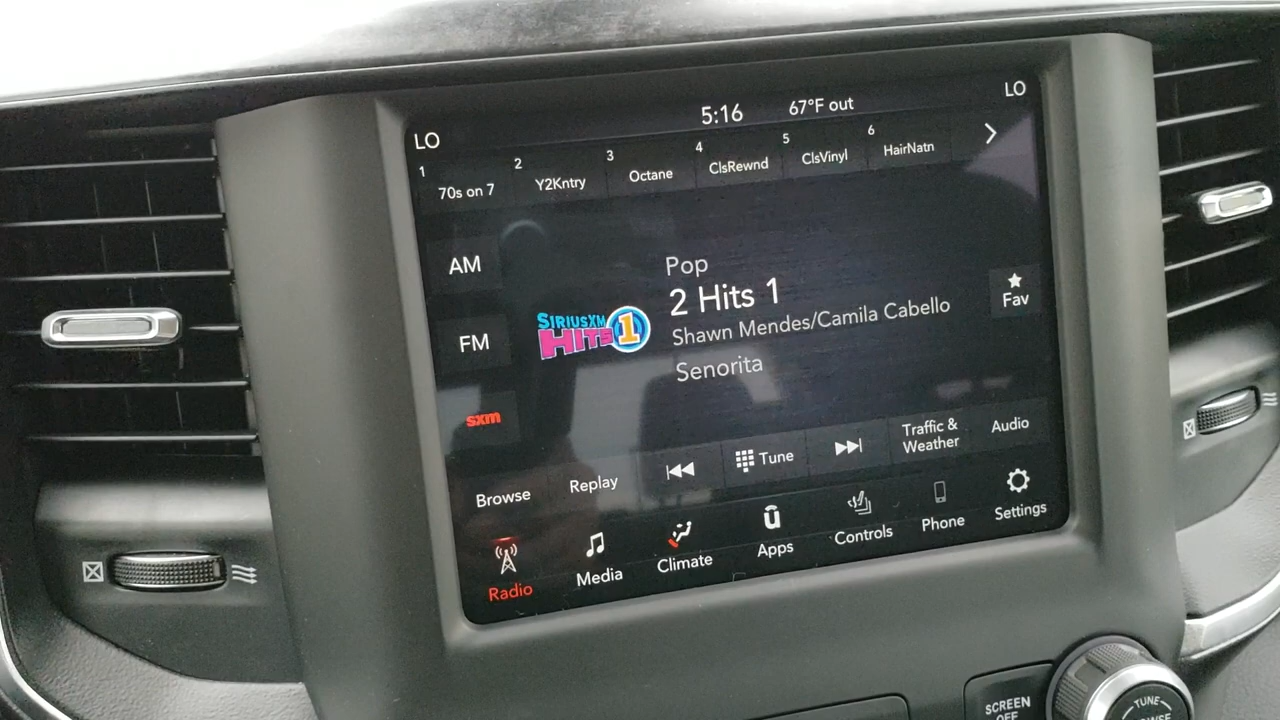 5:16 67°F out LO
LO
1 70s on 7
2 Y2Kntry
3 Octane
4 ClsRewnd
5 ClsVinyl
6 HairNatn
AM
FM
sxm
SIRIUSXM
HITS 1
Pop
2 Hits 1
Shawn Mendes/Camila Cabello
Senorita
Fav
Browse
Replay
Tune
Traffic &
Weather
Audio
Radio
Media
Climate
Apps
Controls
Phone
Settings
SCREEN
OFF
TUNE
BROWSE